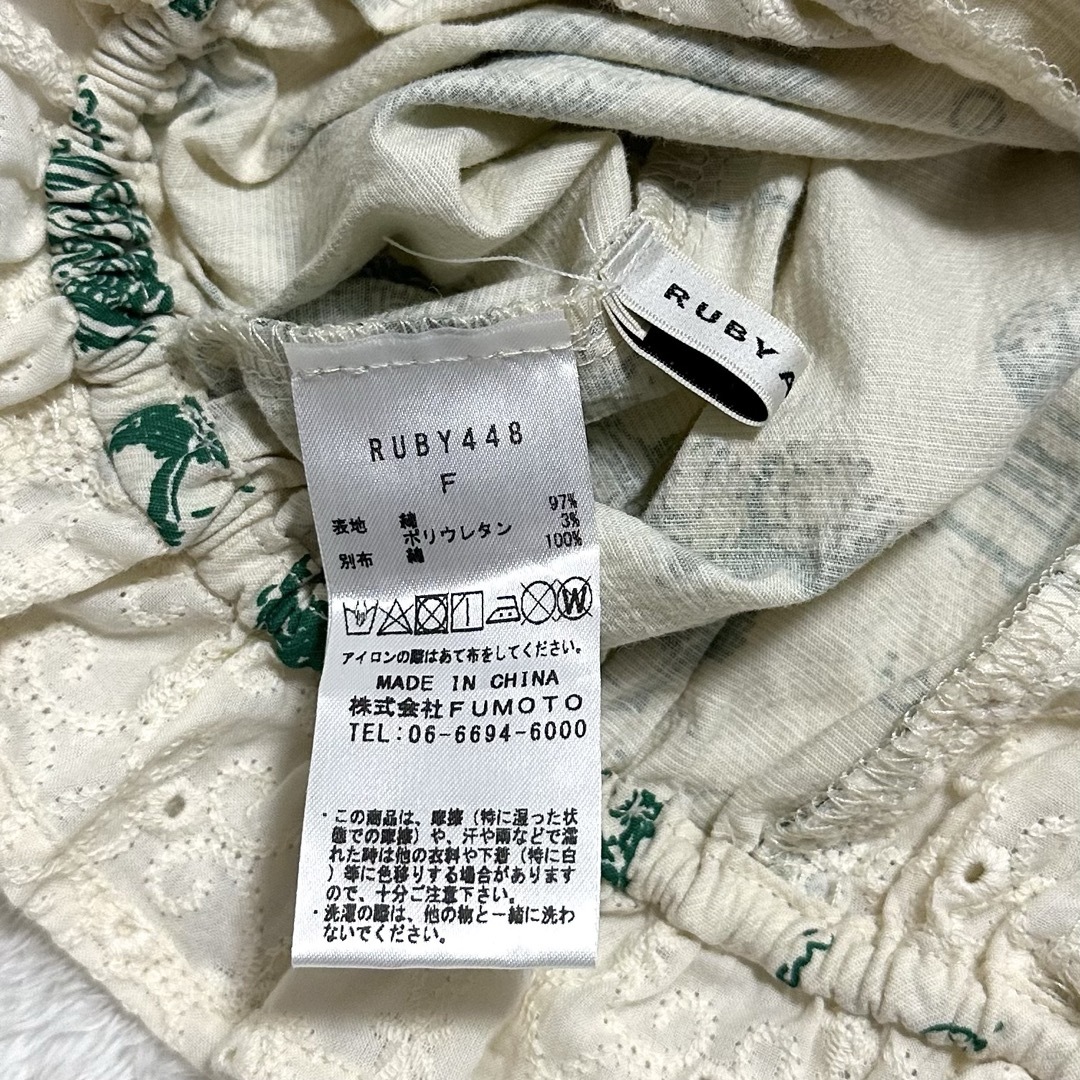 RUBY A
RUBY448
F
表地 綿 97%
ポリウレタン 3%
別布 綿 100%
W
アイロンの際はあて布をしてください。
MADE IN CHINA
株式会社FUMOTO
TEL:06-6694-6000
・この商品は、摩擦（特に湿った状
態での摩擦）や、汗や雨などで濡
れた時は他の衣料や下着（特に白
）等に色移りする場合があります
ので、十分ご注意下さい。
・洗濯の際は、他の物と一緒に洗わ
ないでください。